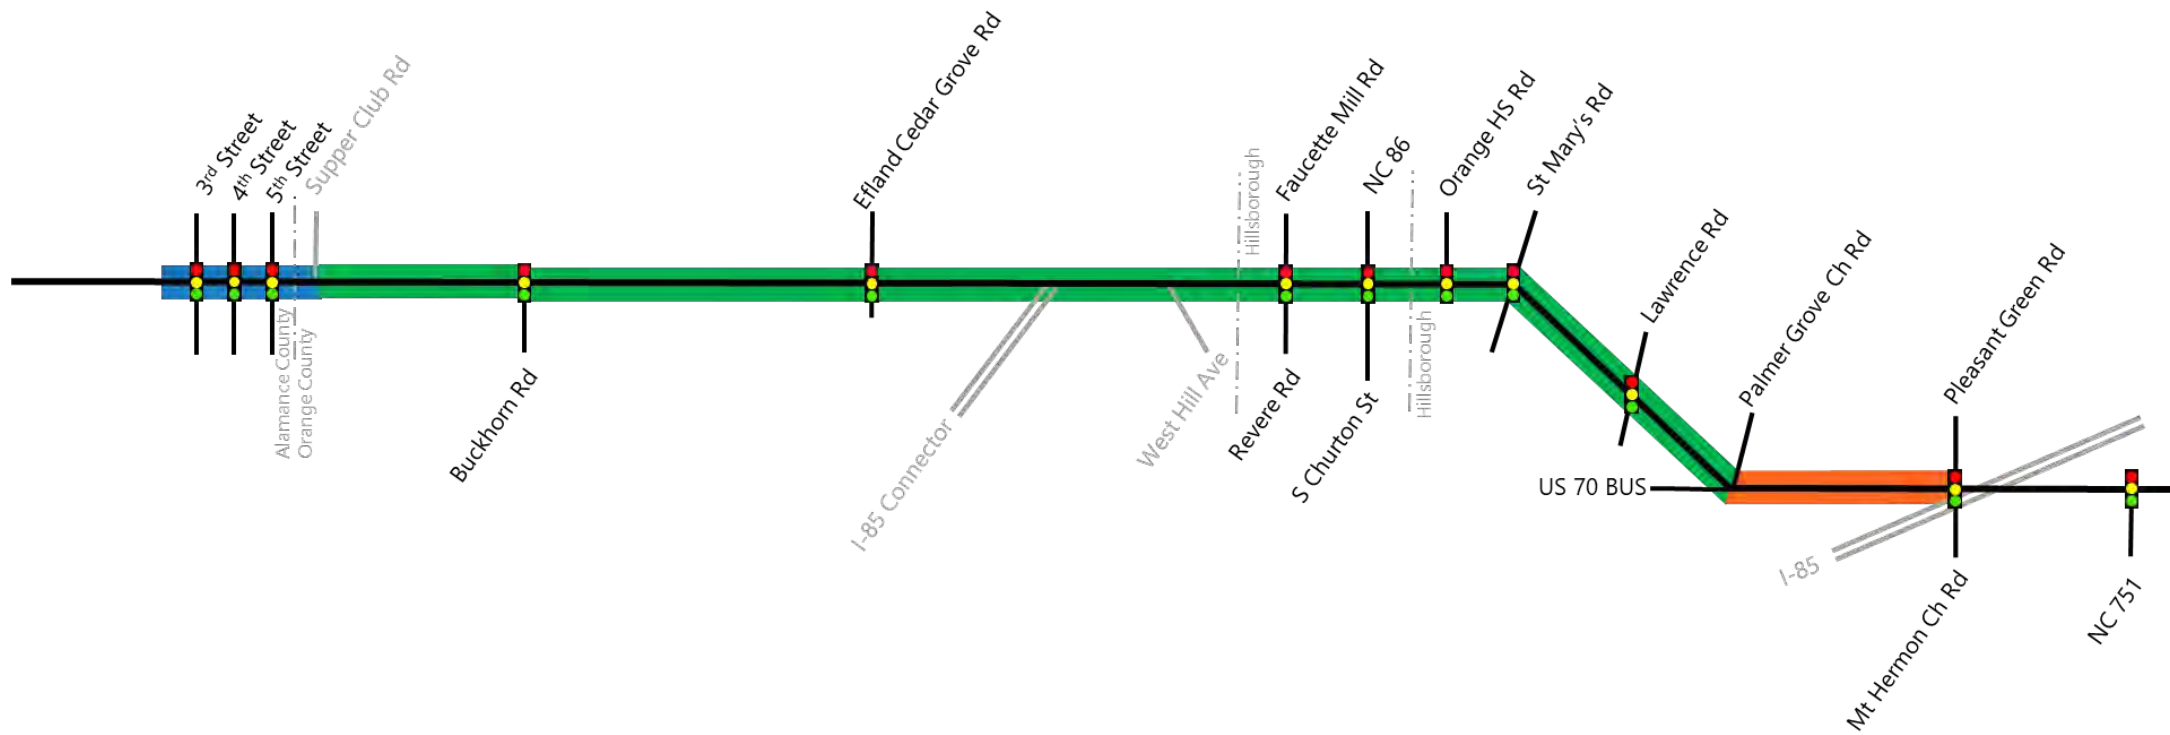 3rd Street
4th Street
5th Street
Supper Club Rd
Efland Cedar Grove Rd
Hillsborough
Faucette Mill Rd
NC 86
Orange HS Rd
St Mary's Rd
Lawrence Rd
Palmer Grove Ch Rd
Pleasant Green Rd
Alamance County
Orange County
Buckhorn Rd
I-85 Connector
West Hill Ave
Revere Rd
S Churton St
Hillsborough
US 70 BUS
I-85
Mt Hermon Ch Rd
NC 751